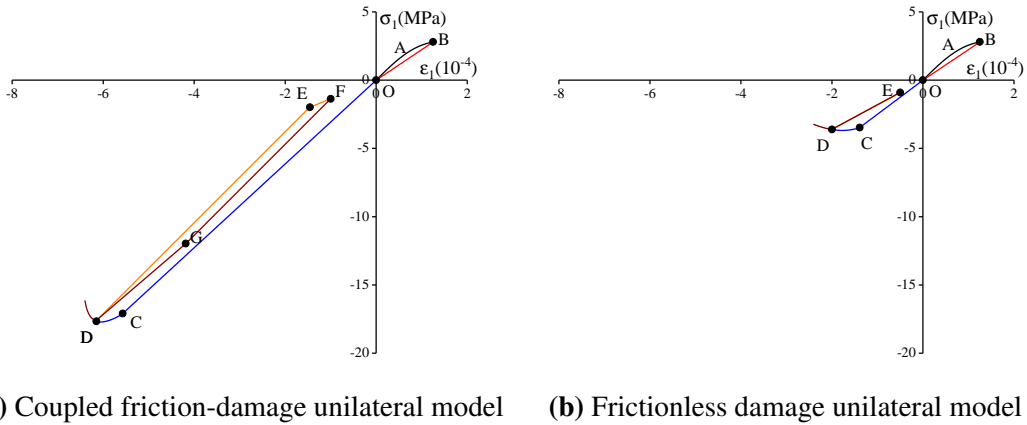 5
σ₁(MPa)
A
B
ε₁(10⁻⁴)
-8
-6
-4
-2
0
0
O
2
E
F
-5
G
-10
-15
D
C
-20
5
σ₁(MPa)
A
B
ε₁(10⁻⁴)
-8
-6
-4
-2
0
0
O
2
E
D
C
-5
-10
-15
-20
) Coupled friction-damage unilateral model
(b) Frictionless damage unilateral model